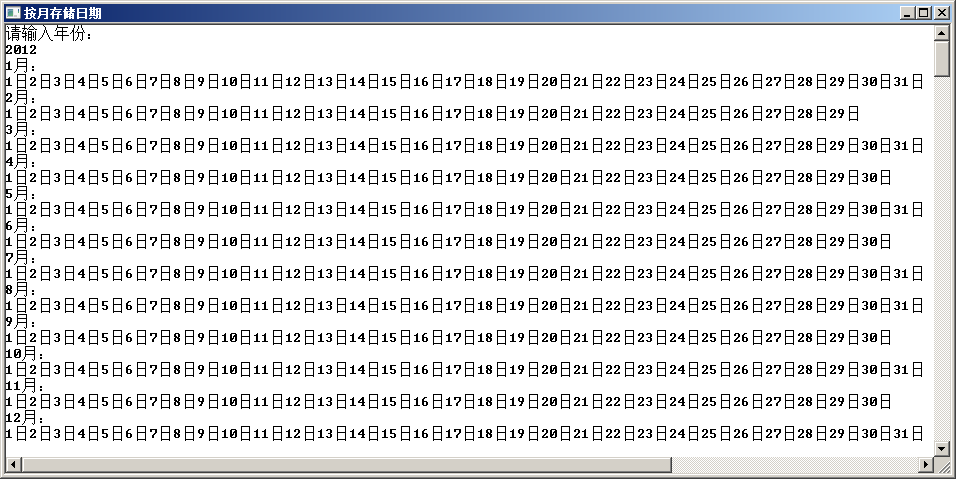 按月存储日期
请输入年份：
2012
1月：
1日2日3日4日5日6日7日8日9日10日11日12日13日14日15日16日17日18日19日20日21日22日23日24日25日26日27日28日29日30日31日
2月：
1日2日3日4日5日6日7日8日9日10日11日12日13日14日15日16日17日18日19日20日21日22日23日24日25日26日27日28日29日
3月：
1日2日3日4日5日6日7日8日9日10日11日12日13日14日15日16日17日18日19日20日21日22日23日24日25日26日27日28日29日30日31日
4月：
1日2日3日4日5日6日7日8日9日10日11日12日13日14日15日16日17日18日19日20日21日22日23日24日25日26日27日28日29日30日
5月：
1日2日3日4日5日6日7日8日9日10日11日12日13日14日15日16日17日18日19日20日21日22日23日24日25日26日27日28日29日30日31日
6月：
1日2日3日4日5日6日7日8日9日10日11日12日13日14日15日16日17日18日19日20日21日22日23日24日25日26日27日28日29日30日
7月：
1日2日3日4日5日6日7日8日9日10日11日12日13日14日15日16日17日18日19日20日21日22日23日24日25日26日27日28日29日30日31日
8月：
1日2日3日4日5日6日7日8日9日10日11日12日13日14日15日16日17日18日19日20日21日22日23日24日25日26日27日28日29日30日31日
9月：
1日2日3日4日5日6日7日8日9日10日11日12日13日14日15日16日17日18日19日20日21日22日23日24日25日26日27日28日29日30日
10月：
1日2日3日4日5日6日7日8日9日10日11日12日13日14日15日16日17日18日19日20日21日22日23日24日25日26日27日28日29日30日31日
11月：
1日2日3日4日5日6日7日8日9日10日11日12日13日14日15日16日17日18日19日20日21日22日23日24日25日26日27日28日29日30日
12月：
1日2日3日4日5日6日7日8日9日10日11日12日13日14日15日16日17日18日19日20日21日22日23日24日25日26日27日28日29日30日31日